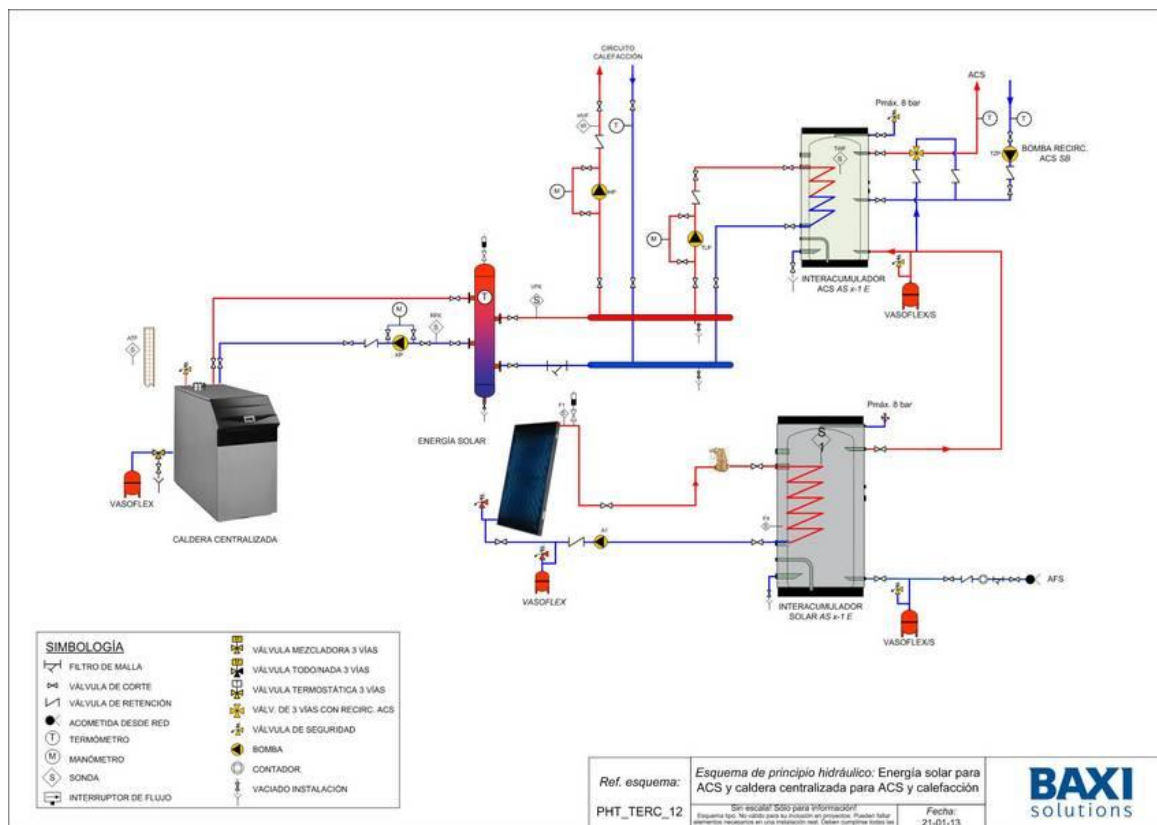 CIRCUITO
CALEFACCIÓN
ACS
Pmáx. 8 bar
T
T
BOMBA RECIRC.
ACS SB
T
M
M
S
INTERACUMULADOR
ACS AS x-1 E
VASOFLEX/S
T
M
S
S
S
ENERGÍA SOLAR
Pmáx. 8 bar
S
1
VASOFLEX
CALDERA CENTRALIZADA
VASOFLEX
AFS
INTERACUMULADOR
SOLAR AS x-1 E
VASOFLEX/S
SIMBOLOGÍA
FILTRO DE MALLA
VÁLVULA DE CORTE
VÁLVULA DE RETENCIÓN
ACOMETIDA DESDE RED
T TERMÓMETRO
M MANÓMETRO
S SONDA
INTERRUPTOR DE FLUJO
VÁLVULA MEZCLADORA 3 VÍAS
VÁLVULA TODO/NADA 3 VÍAS
VÁLVULA TERMOSTÁTICA 3 VÍAS
VÁLV. DE 3 VÍAS CON RECIRC. ACS
VÁLVULA DE SEGURIDAD
BOMBA
CONTADOR
VACIADO INSTALACIÓN
Ref. esquema:
PHT_TERC_12
Esquema de principio hidráulico: Energía solar para
ACS y caldera centralizada para ACS y calefacción
Sin escala! Sólo para información!
Fecha:
21-01-13
BAXI
solutions